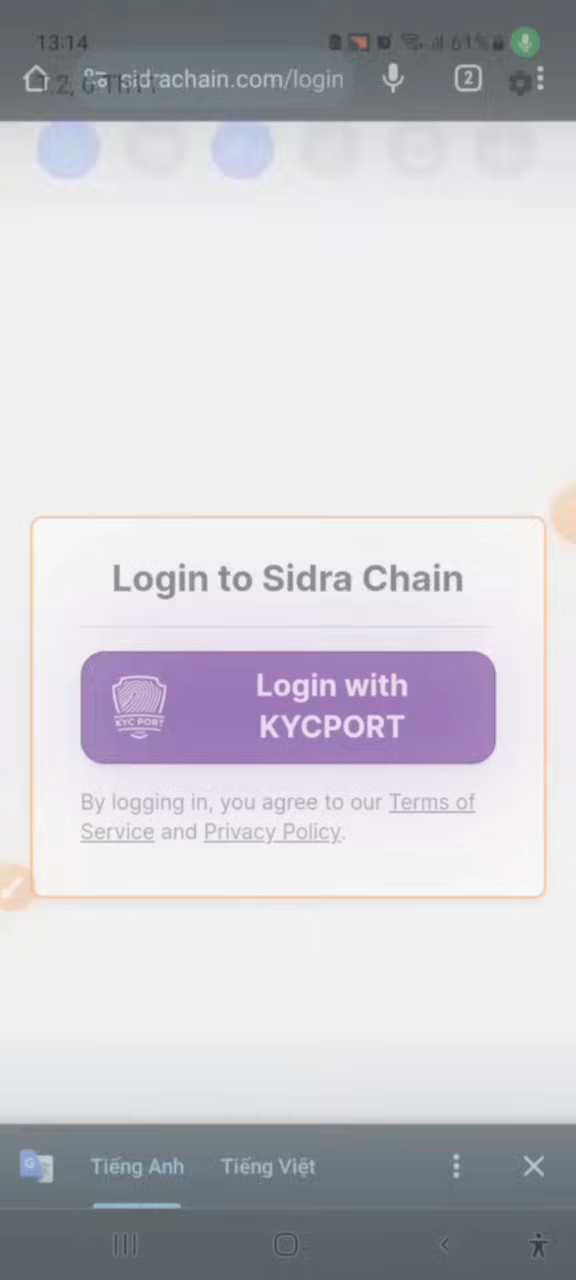 13:14
61%
sidrachain.com/login
2
Login to Sidra Chain
Login with
KYCPORT
KYC PORT
By logging in, you agree to our Terms of
Service and Privacy Policy.
Tiếng Anh
Tiếng Việt